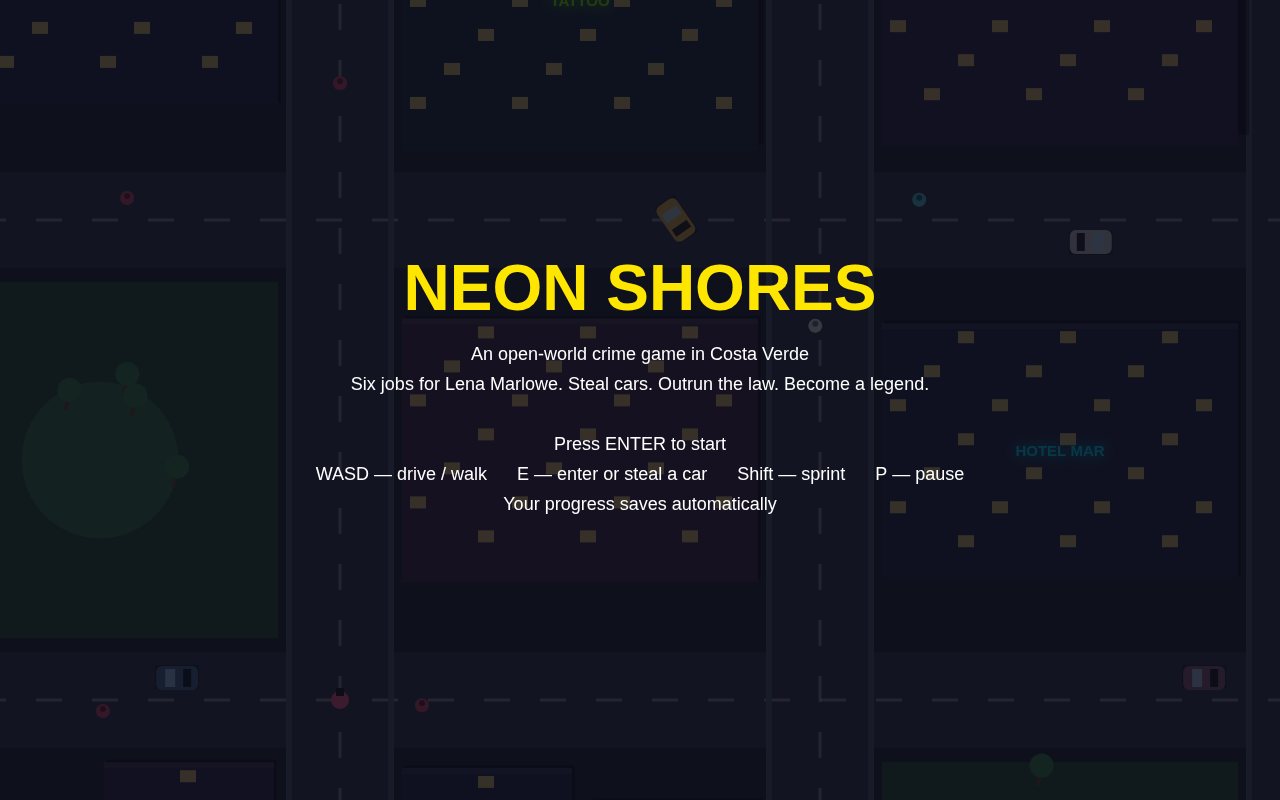 TATTOO
NEON SHORES
An open-world crime game in Costa Verde
Six jobs for Lena Marlowe. Steal cars. Outrun the law. Become a legend.
Press ENTER to start
HOTEL MAR
WASD — drive / walk E — enter or steal a car Shift — sprint P — pause
Your progress saves automatically